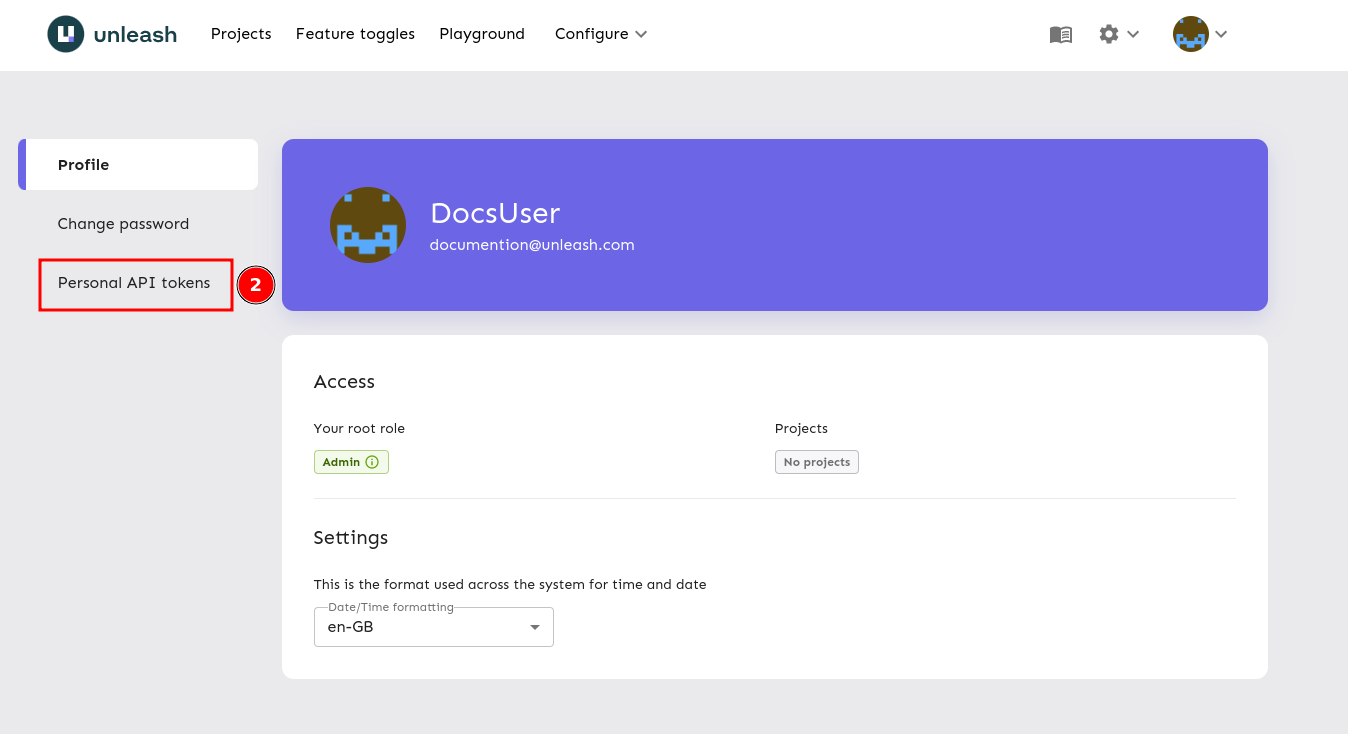 unleash
Projects Feature toggles Playground Configure
Profile
Change password
Personal API tokens
2
DocsUser
documention@unleash.com
Access
Your root role
Projects
Admin
No projects
Settings
This is the format used across the system for time and date
Date/Time formatting
en-GB